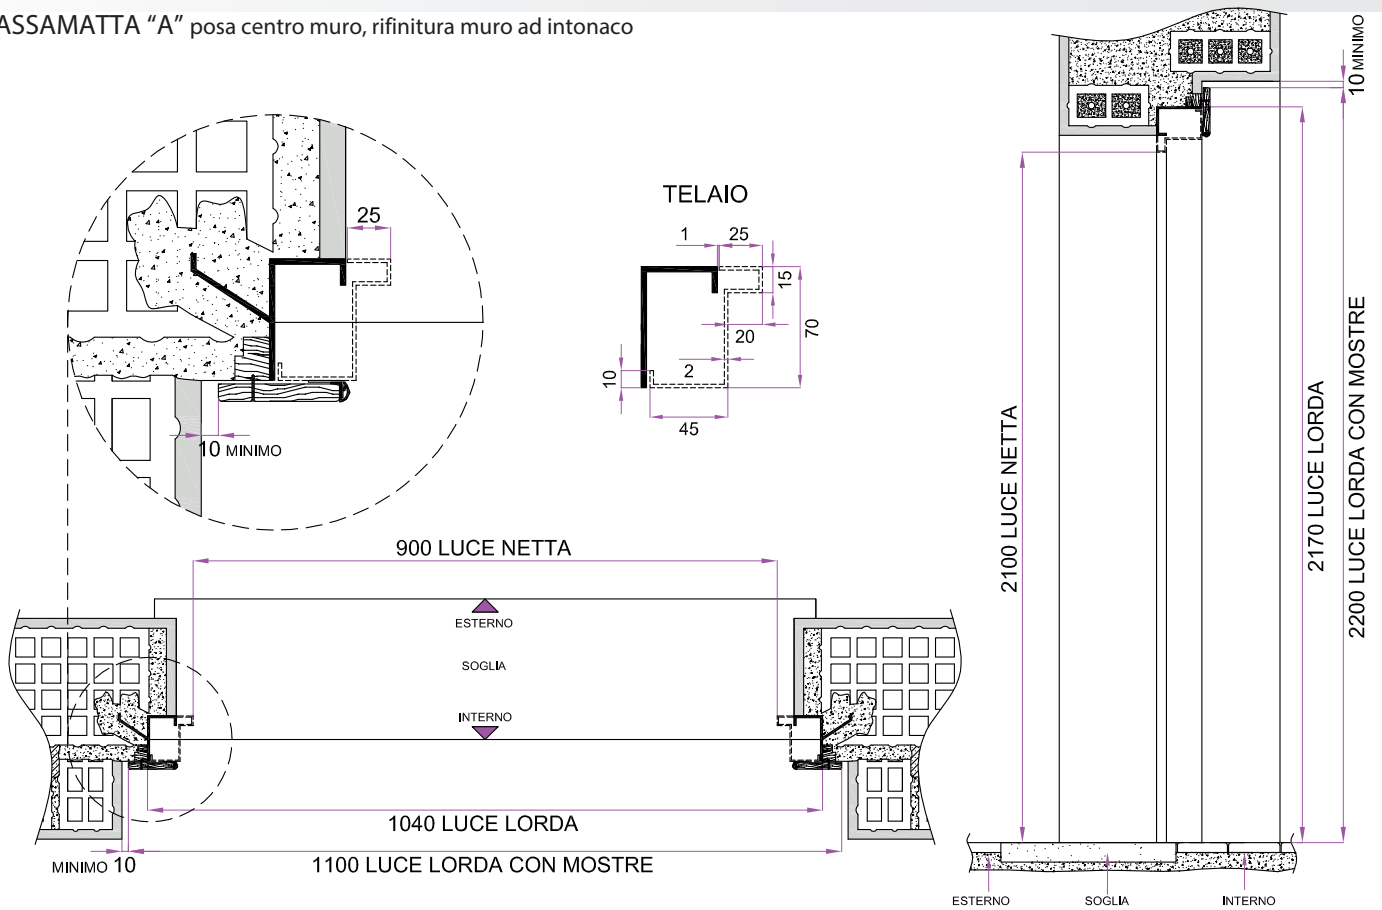 ASSAMATTA “A” posa centro muro, rifinitura muro ad intonaco
25
10 MINIMO
TELAIO
1
25
15
70
20
2
10
45
10 MINIMO
2100 LUCE NETTA
2170 LUCE LORDA
2200 LUCE LORDA CON MOSTRE
900 LUCE NETTA
ESTERNO
SOGLIA
INTERNO
1040 LUCE LORDA
MINIMO 10
1100 LUCE LORDA CON MOSTRE
ESTERNO
SOGLIA
INTERNO